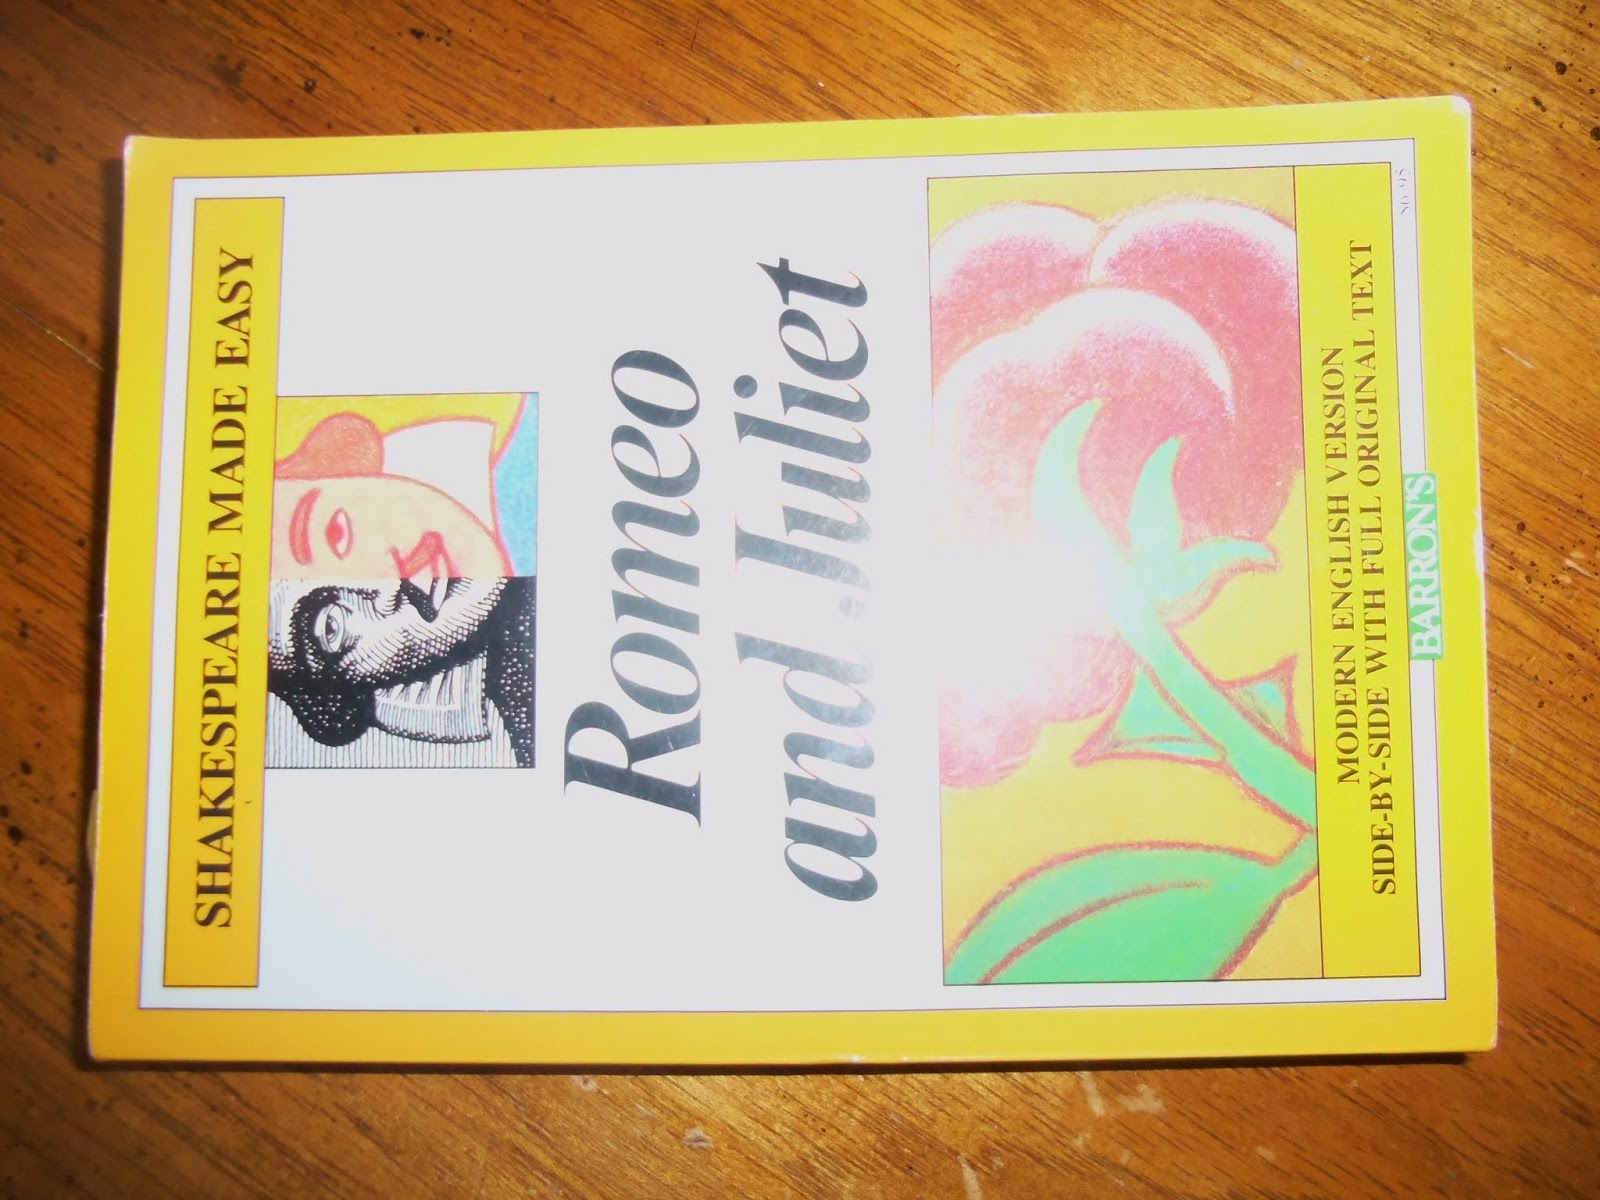 SHAKESPEARE MADE EASY
Romeo
and Juliet
MODERN ENGLISH VERSION
SIDE-BY-SIDE WITH FULL ORIGINAL TEXT
BARRON'S